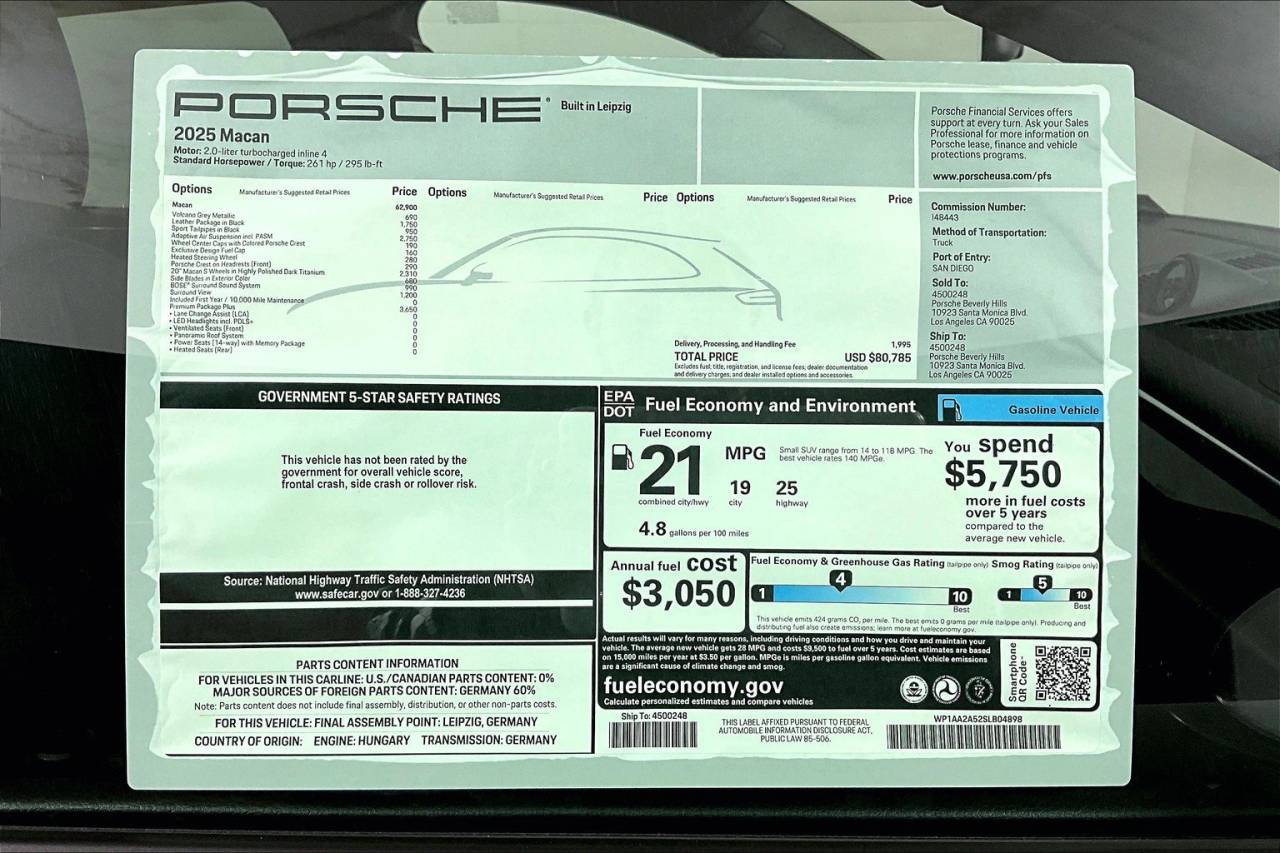 PORSCHE® Built in Leipzig
2025 Macan
Motor: 2.0-liter turbocharged inline 4
Standard Horsepower / Torque: 261 hp / 295 lb-ft
Porsche Financial Services offers
support at every turn. Ask your Sales
Professional for more information on
Porsche lease, finance and vehicle
protections programs.
www.porscheusa.com/pfs
Options Manufacturer's Suggested Retail Prices Price Options Manufacturer's Suggested Retail Prices Price Options Manufacturer's Suggested Retail Prices Price
Macan 62,900
Volcano Grey Metallic 690
Leather Package in Black 1,750
Sport Tailpipes in Black 950
Adaptive Air Suspension incl. PASM 2,750
Wheel Center Caps with Colored Porsche Crest 190
Exclusive Design Fuel Cap 160
Heated Steering Wheel 280
Porsche Crest on Headrests (Front) 290
20" Macan S Wheels in Highly Polished Dark Titanium 2,310
Side Blades in Exterior Color 680
BOSE® Surround Sound System 990
Surround View 1,200
Included First Year / 10,000 Mile Maintenance 0
Premium Package Plus 3,650
• Lane Change Assist (LCA) 0
• LED Headlights incl. PDLS+ 0
• Ventilated Seats (Front) 0
• Panoramic Roof System 0
• Power Seats (14-way) with Memory Package 0
• Heated Seats (Rear) 0
Delivery, Processing, and Handling Fee 1,995
TOTAL PRICE USD $80,785
Excludes fuel, title, registration, and license fees, dealer documentation
and delivery charges, and dealer installed options and accessories.
Commission Number:
I48443
Method of Transportation:
Truck
Port of Entry:
SAN DIEGO
Sold To:
4500248
Porsche Beverly Hills
10923 Santa Monica Blvd.
Los Angeles CA 90025
Ship To:
4500248
Porsche Beverly Hills
10923 Santa Monica Blvd.
Los Angeles CA 90025
GOVERNMENT 5-STAR SAFETY RATINGS
This vehicle has not been rated by the
government for overall vehicle score,
frontal crash, side crash or rollover risk.
Source: National Highway Traffic Safety Administration (NHTSA)
www.safecar.gov or 1-888-327-4236
PARTS CONTENT INFORMATION
FOR VEHICLES IN THIS CARLINE: U.S./CANADIAN PARTS CONTENT: 0%
MAJOR SOURCES OF FOREIGN PARTS CONTENT: GERMANY 60%
Note: Parts content does not include final assembly, distribution, or other non-parts costs.
FOR THIS VEHICLE: FINAL ASSEMBLY POINT: LEIPZIG, GERMANY
COUNTRY OF ORIGIN: ENGINE: HUNGARY TRANSMISSION: GERMANY
EPA
DOT Fuel Economy and Environment Gasoline Vehicle
Fuel Economy
21 MPG
combined city/hwy
19 city
25 highway
4.8 gallons per 100 miles
Small SUV range from 14 to 118 MPG. The
best vehicle rates 140 MPGe.
You spend
$5,750
more in fuel costs
over 5 years
compared to the
average new vehicle.
Annual fuel cost
$3,050
Fuel Economy & Greenhouse Gas Rating (tailpipe only) Smog Rating (tailpipe only)
1 4 10 Best
1 5 10 Best
This vehicle emits 424 grams CO₂ per mile. The best emits 0 grams per mile (tailpipe only). Producing and
distributing fuel also create emissions; learn more at fueleconomy.gov.
Actual results will vary for many reasons, including driving conditions and how you drive and maintain your
vehicle. The average new vehicle gets 28 MPG and costs $9,500 to fuel over 5 years. Cost estimates are based
on 15,000 miles per year at $3.50 per gallon. MPGe is miles per gasoline gallon equivalent. Vehicle emissions
are a significant cause of climate change and smog.
fueleconomy.gov
Calculate personalized estimates and compare vehicles
Smartphone
QR Code™
Ship To: 4500248
THIS LABEL AFFIXED PURSUANT TO FEDERAL
AUTOMOBILE INFORMATION DISCLOSURE ACT,
PUBLIC LAW 85-506.
WP1AA2A52SLB04898